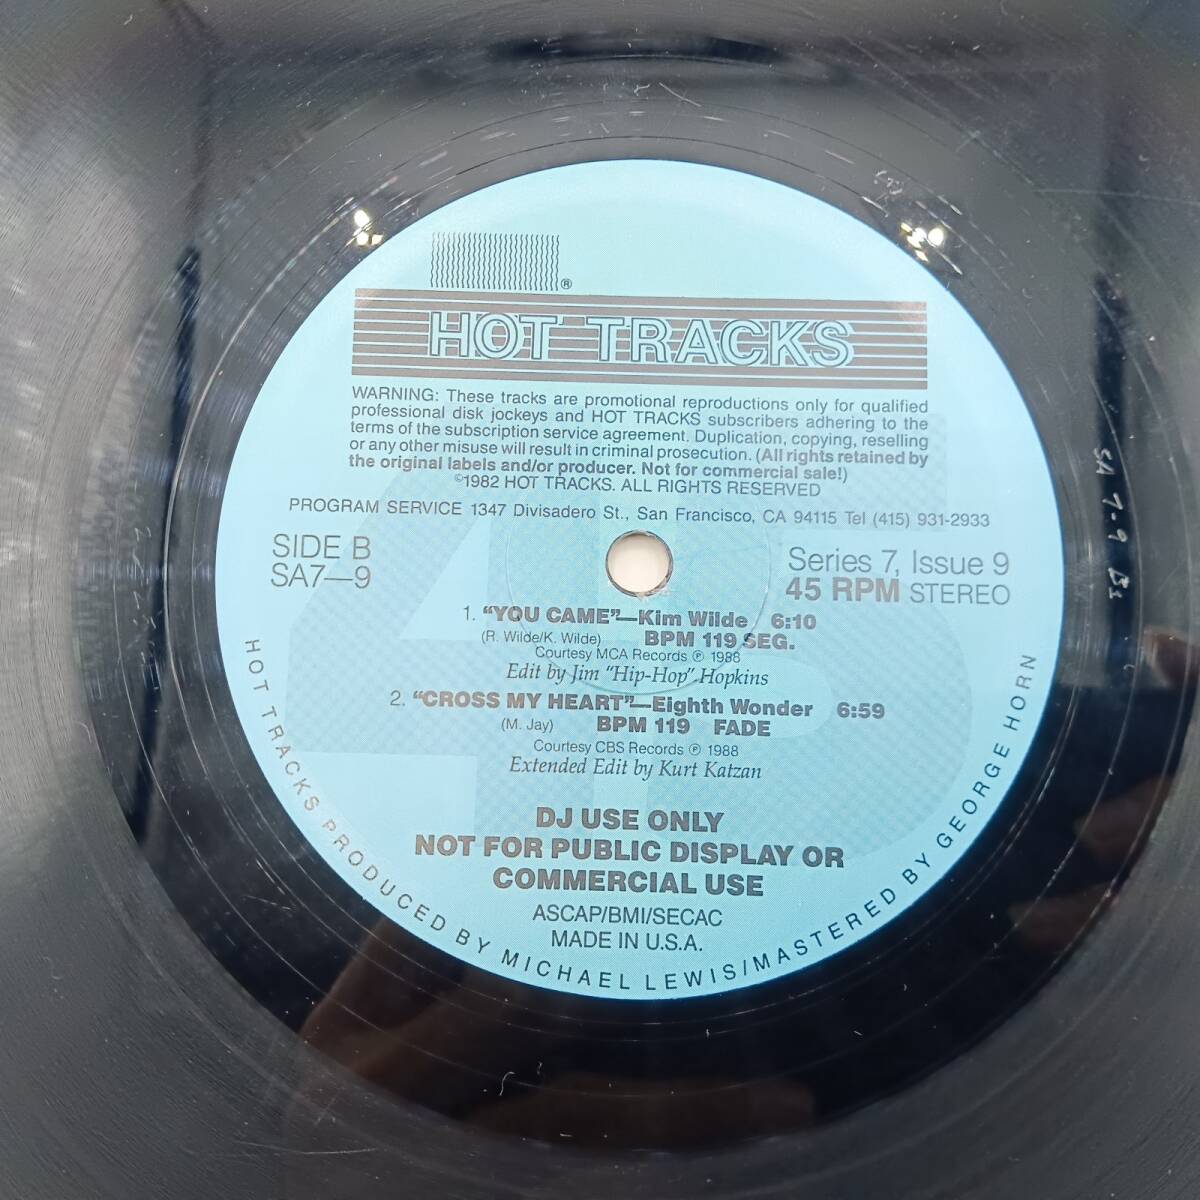 ®
HOT TRACKS
WARNING: These tracks are promotional reproductions only for qualified
professional disk jockeys and HOT TRACKS subscribers adhering to the
terms of the subscription service agreement. Duplication, copying, reselling
or any other misuse will result in criminal prosecution. (All rights retained by
the original labels and/or producer. Not for commercial sale!)
©1982 HOT TRACKS. ALL RIGHTS RESERVED
PROGRAM SERVICE 1347 Divisadero St., San Francisco, CA 94115 Tel (415) 931-2933
SIDE B
SA7—9
Series 7, Issue 9
45 RPM STEREO
1. "YOU CAME"—Kim Wilde 6:10
(R. Wilde/K. Wilde) BPM 119 SEG.
Courtesy MCA Records ℗ 1988
Edit by Jim "Hip-Hop" Hopkins
2. "CROSS MY HEART"—Eighth Wonder 6:59
(M. Jay) BPM 119 FADE
Courtesy CBS Records ℗ 1988
Extended Edit by Kurt Katzan
DJ USE ONLY
NOT FOR PUBLIC DISPLAY OR
COMMERCIAL USE
ASCAP/BMI/SECAC
MADE IN U.S.A.
HOT TRACKS PRODUCED BY MICHAEL LEWIS/MASTERED BY GEORGE HORN
SA 7-9